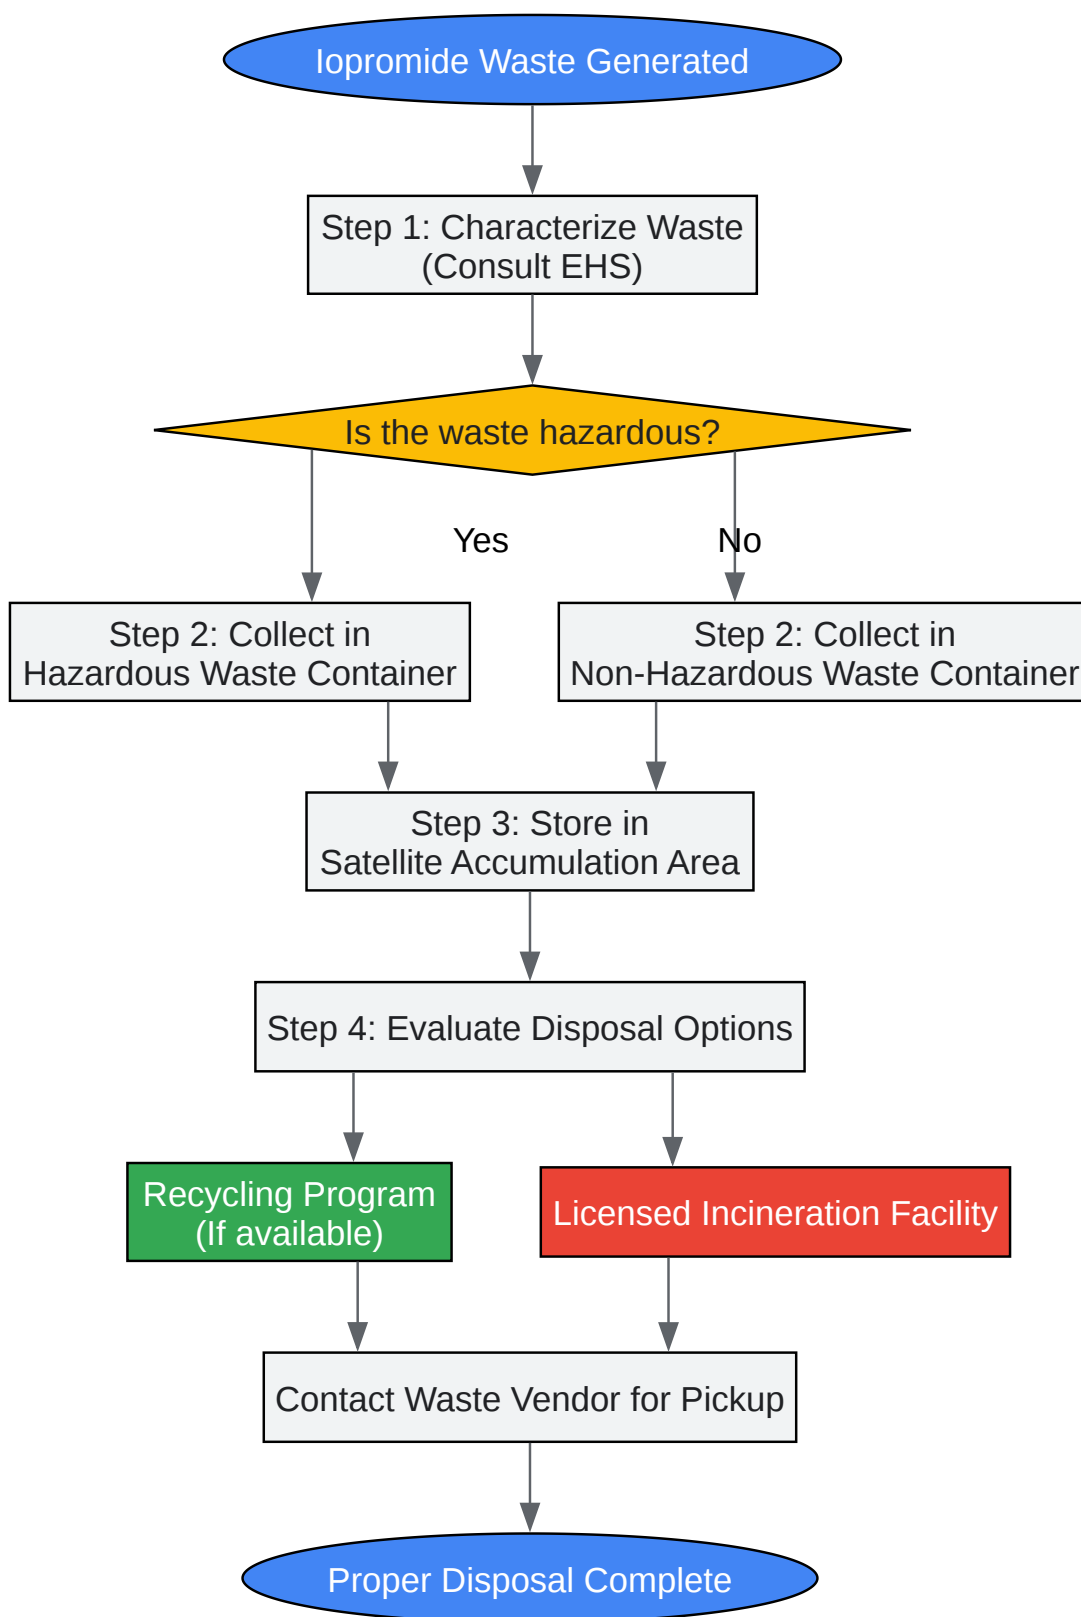 Iopromide Waste Generated
Step 1: Characterize Waste
(Consult EHS)
Is the waste hazardous?
Yes
No
Step 2: Collect in
Hazardous Waste Container
Step 2: Collect in
Non-Hazardous Waste Container
Step 3: Store in
Satellite Accumulation Area
Step 4: Evaluate Disposal Options
Recycling Program
(If available)
Licensed Incineration Facility
Contact Waste Vendor for Pickup
Proper Disposal Complete